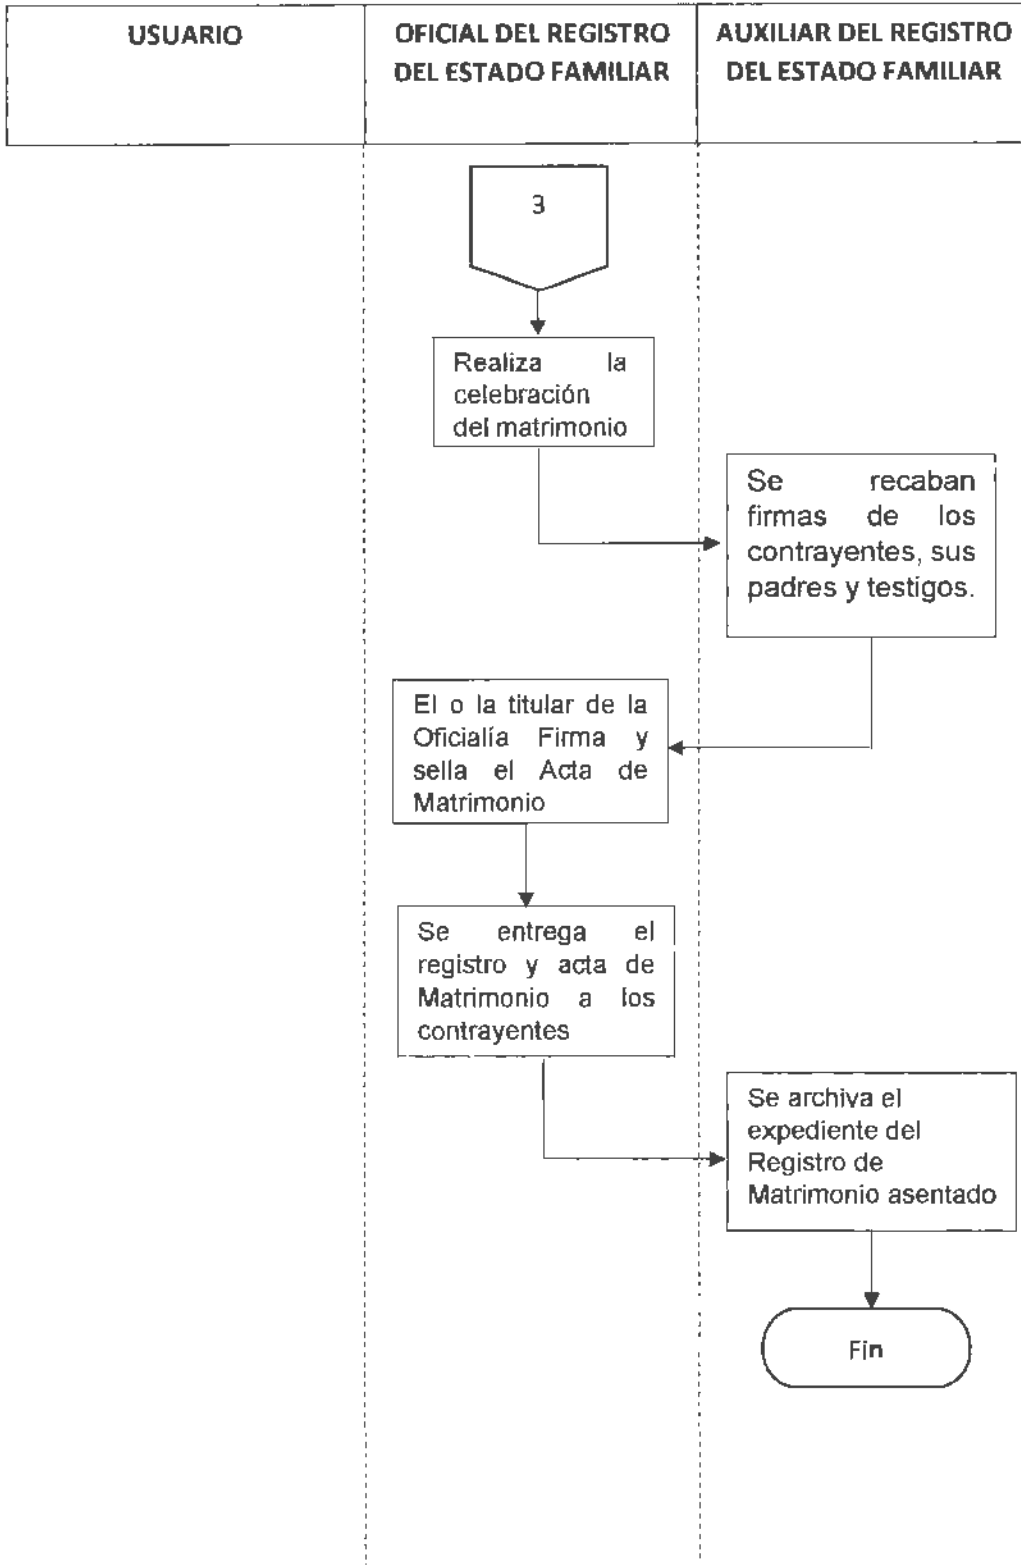 USUARIO
OFICIAL DEL REGISTRO
DEL ESTADO FAMILIAR
AUXILIAR DEL REGISTRO
DEL ESTADO FAMILIAR
3
Realiza la
celebración
del matrimonio
Se recaban
firmas de los
contrayentes, sus
padres y testigos.
El o la titular de la
Oficialía Firma y
sella el Acta de
Matrimonio
Se entrega el
registro y acta de
Matrimonio a los
contrayentes
Se archiva el
expediente del
Registro de
Matrimonio asentado
Fin